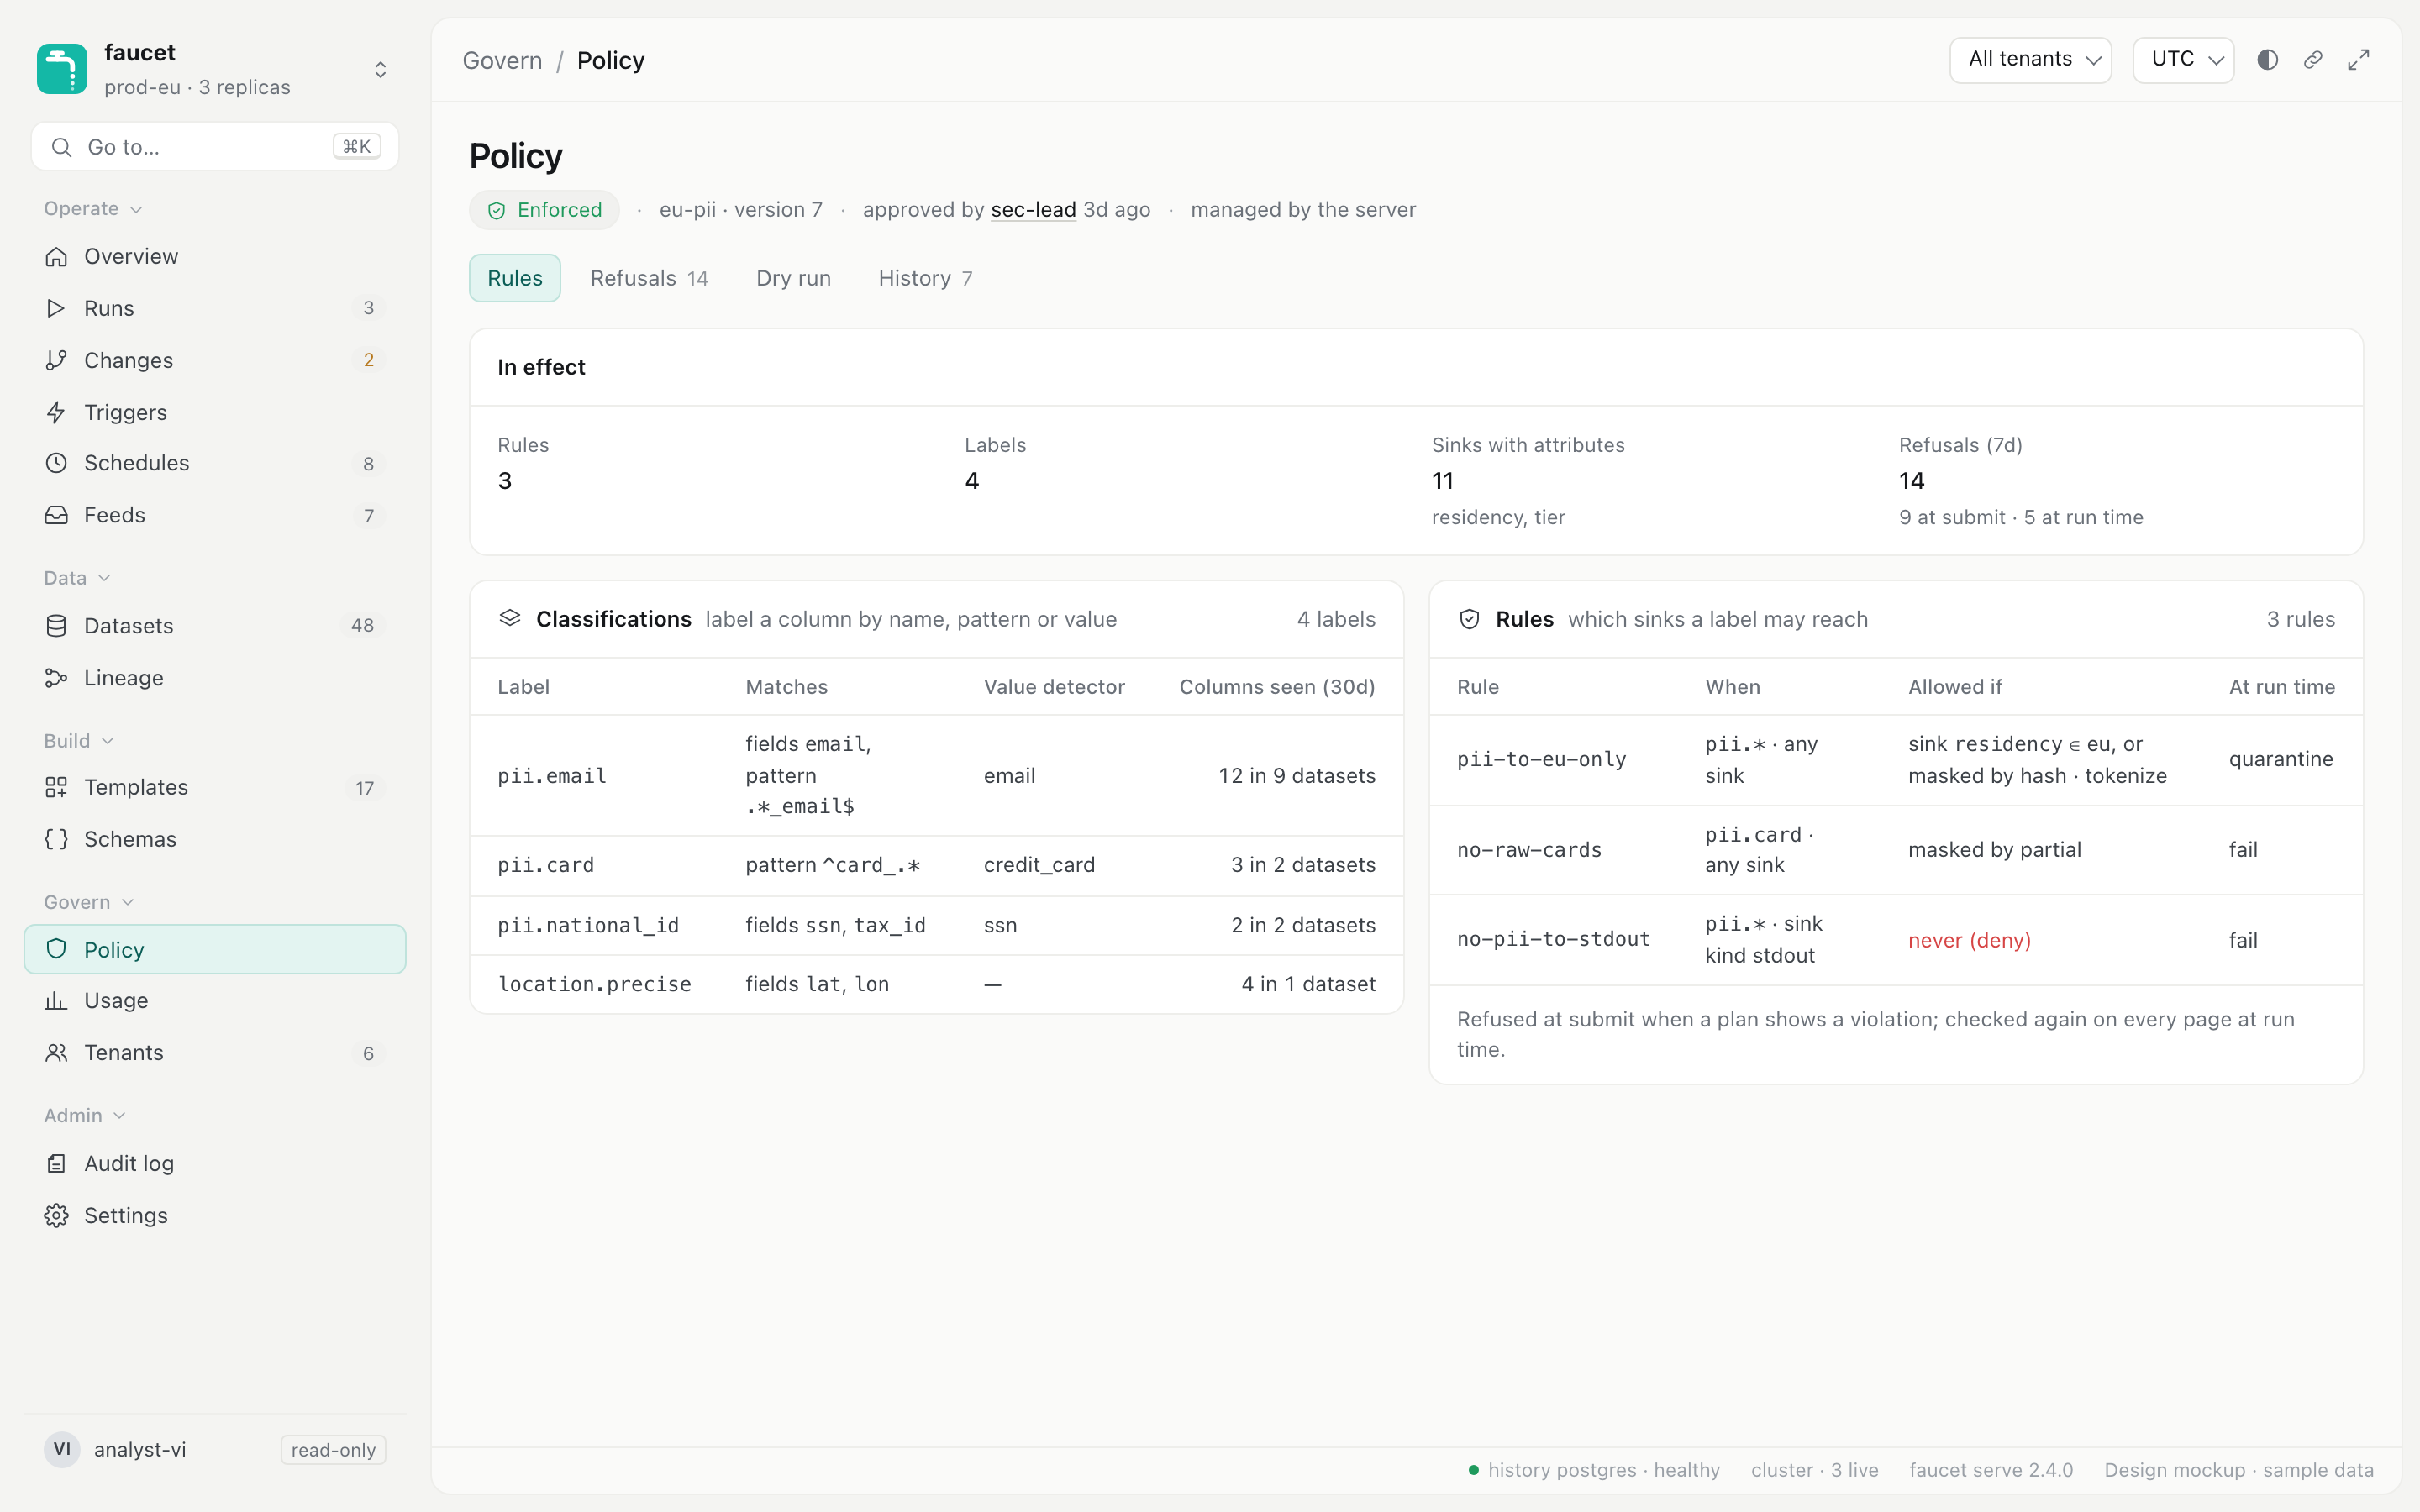 faucet
prod-eu · 3 replicas
Go to...
⌘K
Operate
Overview
Runs 3
Changes 2
Triggers
Schedules 8
Feeds 7
Data
Datasets 48
Lineage
Build
Templates 17
Schemas
Govern
Policy
Usage
Tenants 6
Admin
Audit log
Settings
VI analyst-vi read-only
Govern / Policy
All tenants UTC
Policy
Enforced · eu-pii · version 7 · approved by sec-lead 3d ago · managed by the server
Rules Refusals 14 Dry run History 7
In effect
Rules
3
Labels
4
Sinks with attributes
11
residency, tier
Refusals (7d)
14
9 at submit · 5 at run time
Classifications label a column by name, pattern or value 4 labels
Label Matches Value detector Columns seen (30d)
pii.email fields email, email 12 in 9 datasets
pattern
.*_email$
pii.card pattern ^card_.* credit_card 3 in 2 datasets
pii.national_id fields ssn, tax_id ssn 2 in 2 datasets
location.precise fields lat, lon — 4 in 1 dataset
Rules which sinks a label may reach 3 rules
Rule When Allowed if At run time
pii-to-eu-only pii.* · any sink residency ∈ eu, or quarantine
sink masked by hash · tokenize
no-raw-cards pii.card · masked by partial fail
any sink
no-pii-to-stdout pii.* · sink never (deny) fail
kind stdout
Refused at submit when a plan shows a violation; checked again on every page at run
time.
history postgres · healthy cluster · 3 live faucet serve 2.4.0 Design mockup · sample data